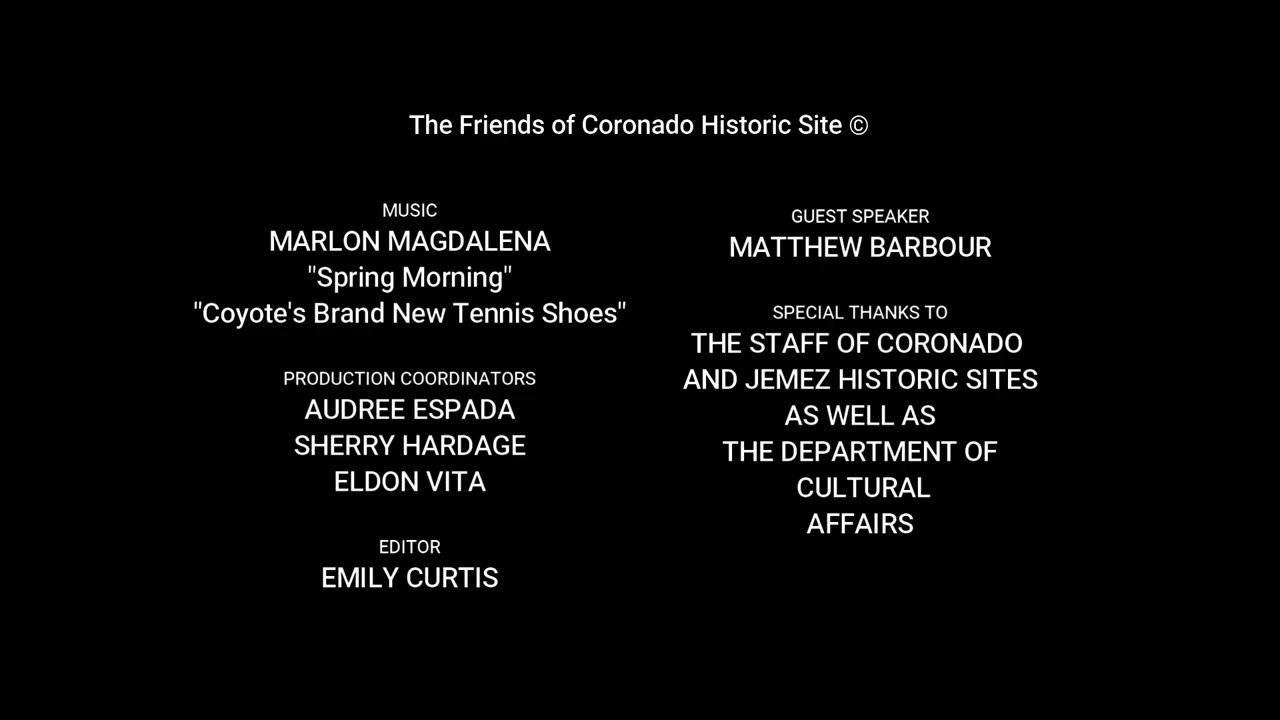 The Friends of Coronado Historic Site ©
MUSIC
MARLON MAGDALENA
"Spring Morning"
"Coyote's Brand New Tennis Shoes"
PRODUCTION COORDINATORS
AUDREE ESPADA
SHERRY HARDAGE
ELDON VITA
EDITOR
EMILY CURTIS
GUEST SPEAKER
MATTHEW BARBOUR
SPECIAL THANKS TO
THE STAFF OF CORONADO
AND JEMEZ HISTORIC SITES
AS WELL AS
THE DEPARTMENT OF
CULTURAL
AFFAIRS